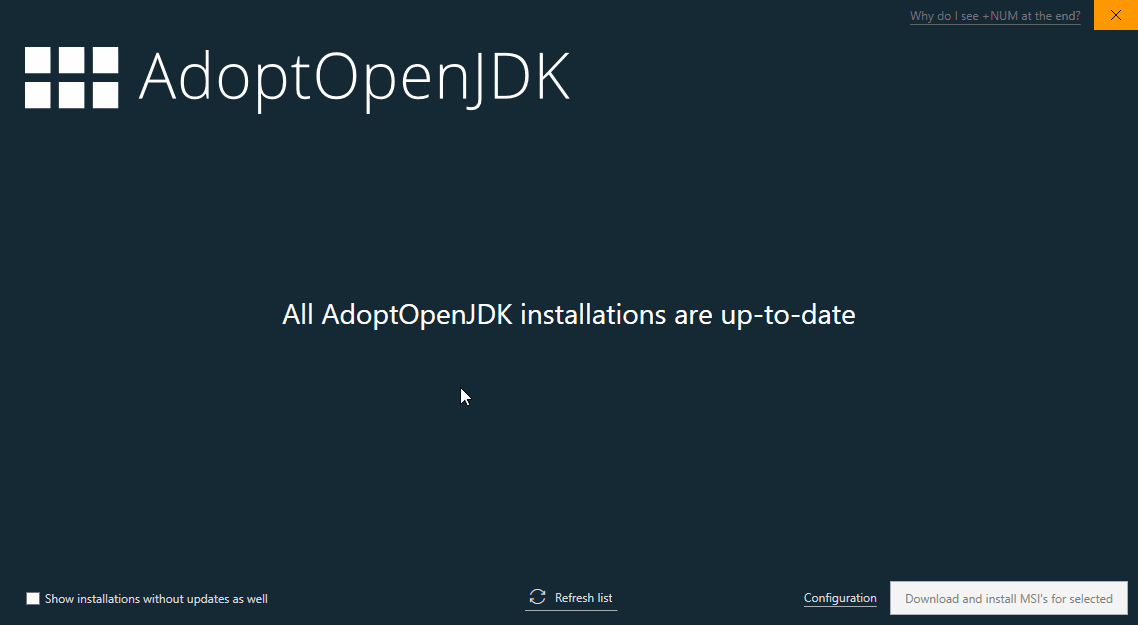 Why do I see +NUM at the end?
AdoptOpenJDK
All AdoptOpenJDK installations are up-to-date
Show installations without updates as well
Refresh list
Configuration
Download and install MSI's for selected